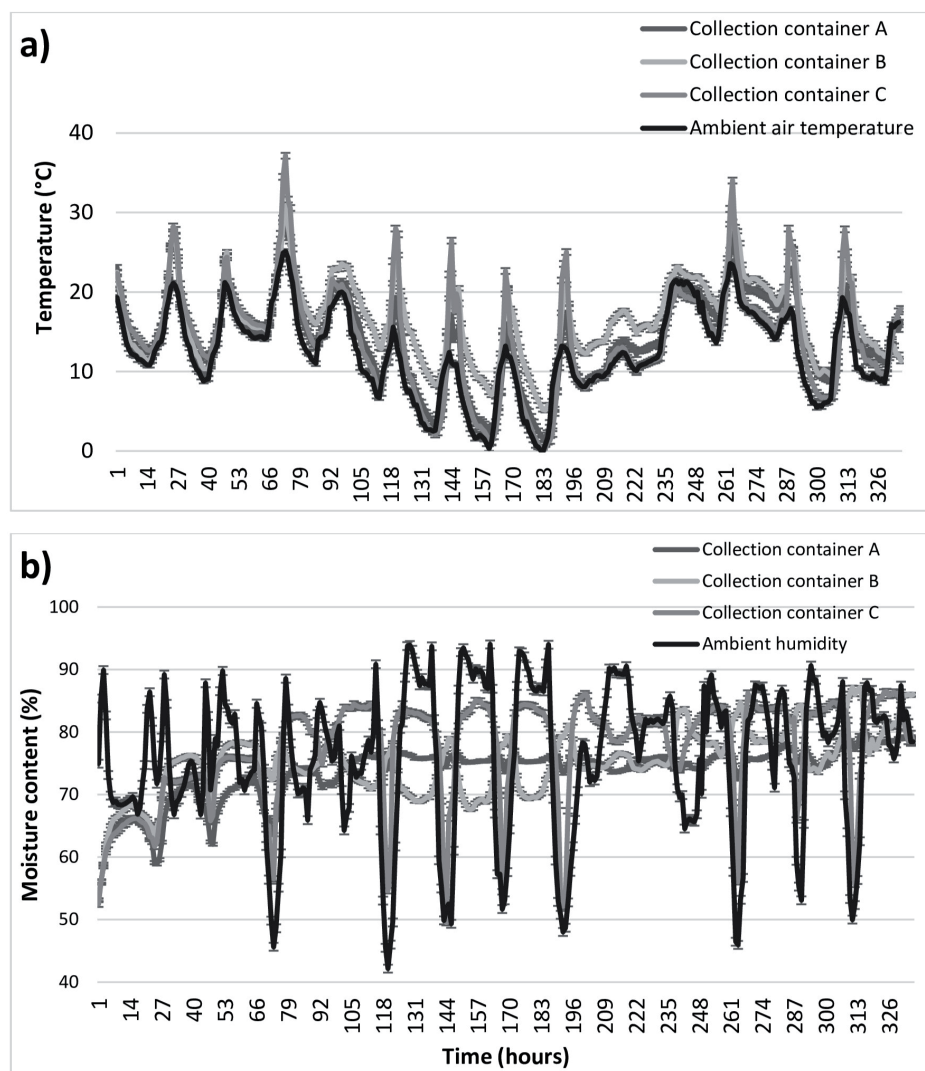 a)
Collection container A
Collection container B
Collection container C
Ambient air temperature
Temperature (°C)
40
30
20
10
0
1 14 27 40 53 66 79 92 105 118 131 144 157 170 183 196 209 222 235 248 261 274 287 300 313 326
b)
Collection container A
Collection container B
Collection container C
Ambient humidity
Moisture content (%)
100
90
80
70
60
50
40
1 14 27 40 53 66 79 92 105 118 131 144 157 170 183 196 209 222 235 248 261 274 287 300 313 326
Time (hours)